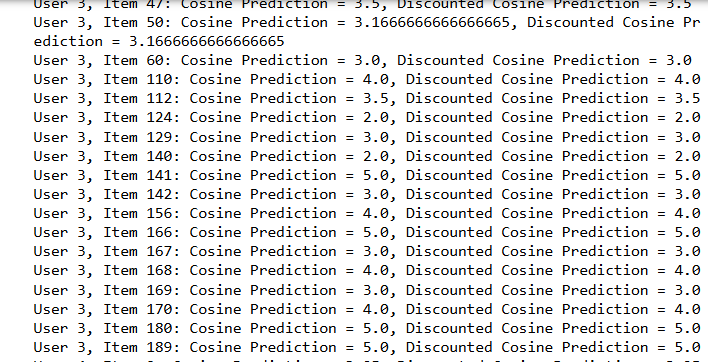 User 3, Item 47: Cosine Prediction = 3.5, Discounted Cosine Prediction = 3.5
User 3, Item 50: Cosine Prediction = 3.1666666666666665, Discounted Cosine Pr
ediction = 3.1666666666666665
User 3, Item 60: Cosine Prediction = 3.0, Discounted Cosine Prediction = 3.0
User 3, Item 110: Cosine Prediction = 4.0, Discounted Cosine Prediction = 4.0
User 3, Item 112: Cosine Prediction = 3.5, Discounted Cosine Prediction = 3.5
User 3, Item 124: Cosine Prediction = 2.0, Discounted Cosine Prediction = 2.0
User 3, Item 129: Cosine Prediction = 3.0, Discounted Cosine Prediction = 3.0
User 3, Item 140: Cosine Prediction = 2.0, Discounted Cosine Prediction = 2.0
User 3, Item 141: Cosine Prediction = 5.0, Discounted Cosine Prediction = 5.0
User 3, Item 142: Cosine Prediction = 3.0, Discounted Cosine Prediction = 3.0
User 3, Item 156: Cosine Prediction = 4.0, Discounted Cosine Prediction = 4.0
User 3, Item 166: Cosine Prediction = 5.0, Discounted Cosine Prediction = 5.0
User 3, Item 167: Cosine Prediction = 3.0, Discounted Cosine Prediction = 3.0
User 3, Item 168: Cosine Prediction = 4.0, Discounted Cosine Prediction = 4.0
User 3, Item 169: Cosine Prediction = 3.0, Discounted Cosine Prediction = 3.0
User 3, Item 170: Cosine Prediction = 4.0, Discounted Cosine Prediction = 4.0
User 3, Item 180: Cosine Prediction = 5.0, Discounted Cosine Prediction = 5.0
User 3, Item 189: Cosine Prediction = 5.0, Discounted Cosine Prediction = 5.0